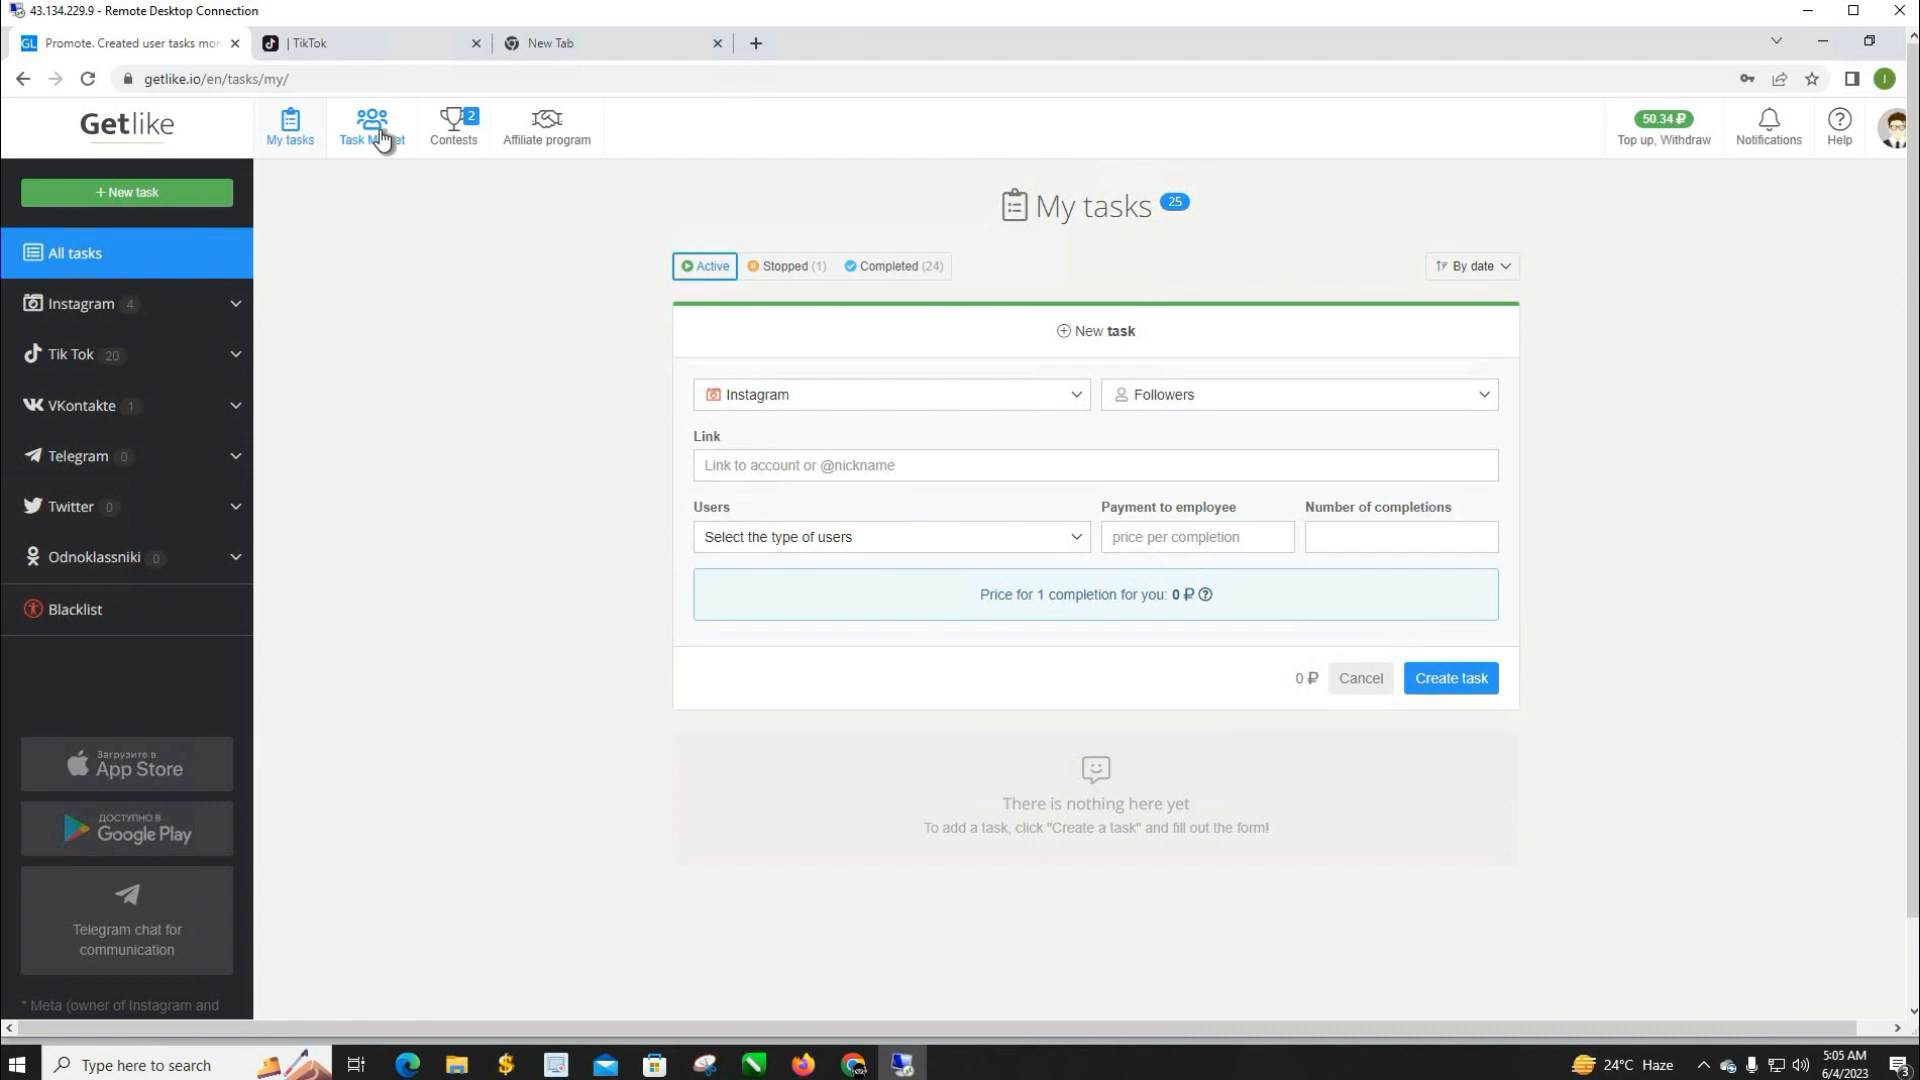 43.134.229.9 - Remote Desktop Connection
GL Promote. Created user tasks mon
| TikTok
New Tab
getlike.io/en/tasks/my/
I
Getlike
My tasks
Task
Contests
2
Affiliate program
50.34 ₽
Top up, Withdraw
Notifications
Help
+ New task
All tasks
Instagram 4
Tik Tok 20
VKontakte 1
Telegram 0
Twitter 0
Odnoklassniki 0
Blacklist
Загрузите в
App Store
ДОСТУПНО В
Google Play
Telegram chat for
communication
* Meta (owner of Instagram and
My tasks 25
Active
Stopped (1)
Completed (24)
By date
New task
Instagram
Followers
Link
Link to account or @nickname
Users
Payment to employee
Number of completions
Select the type of users
price per completion
Price for 1 completion for you: 0 ₽
0 ₽
Cancel
Create task
There is nothing here yet
To add a task, click "Create a task" and fill out the form!
Type here to search
24°C Haze
5:05 AM
6/4/2023
3